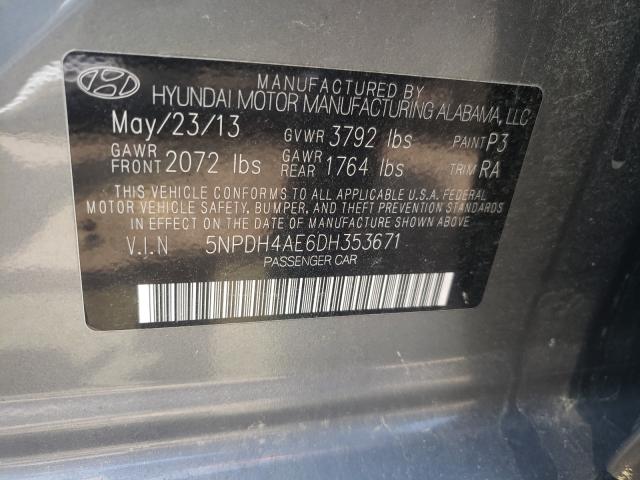 MANUFACTURED BY
HYUNDAI MOTOR MANUFACTURING ALABAMA, LLC
May/23/13 GVWR 3792 lbs PAINT P3
GAWR FRONT 2072 lbs GAWR REAR 1764 lbs TRIM RA
THIS VEHICLE CONFORMS TO ALL APPLICABLE U.S.A. FEDERAL
MOTOR VEHICLE SAFETY, BUMPER, AND THEFT PREVENTION STANDARDS
IN EFFECT ON THE DATE OF MANUFACTURE SHOWN ABOVE
V.I.N 5NPDH4AE6DH353671
PASSENGER CAR